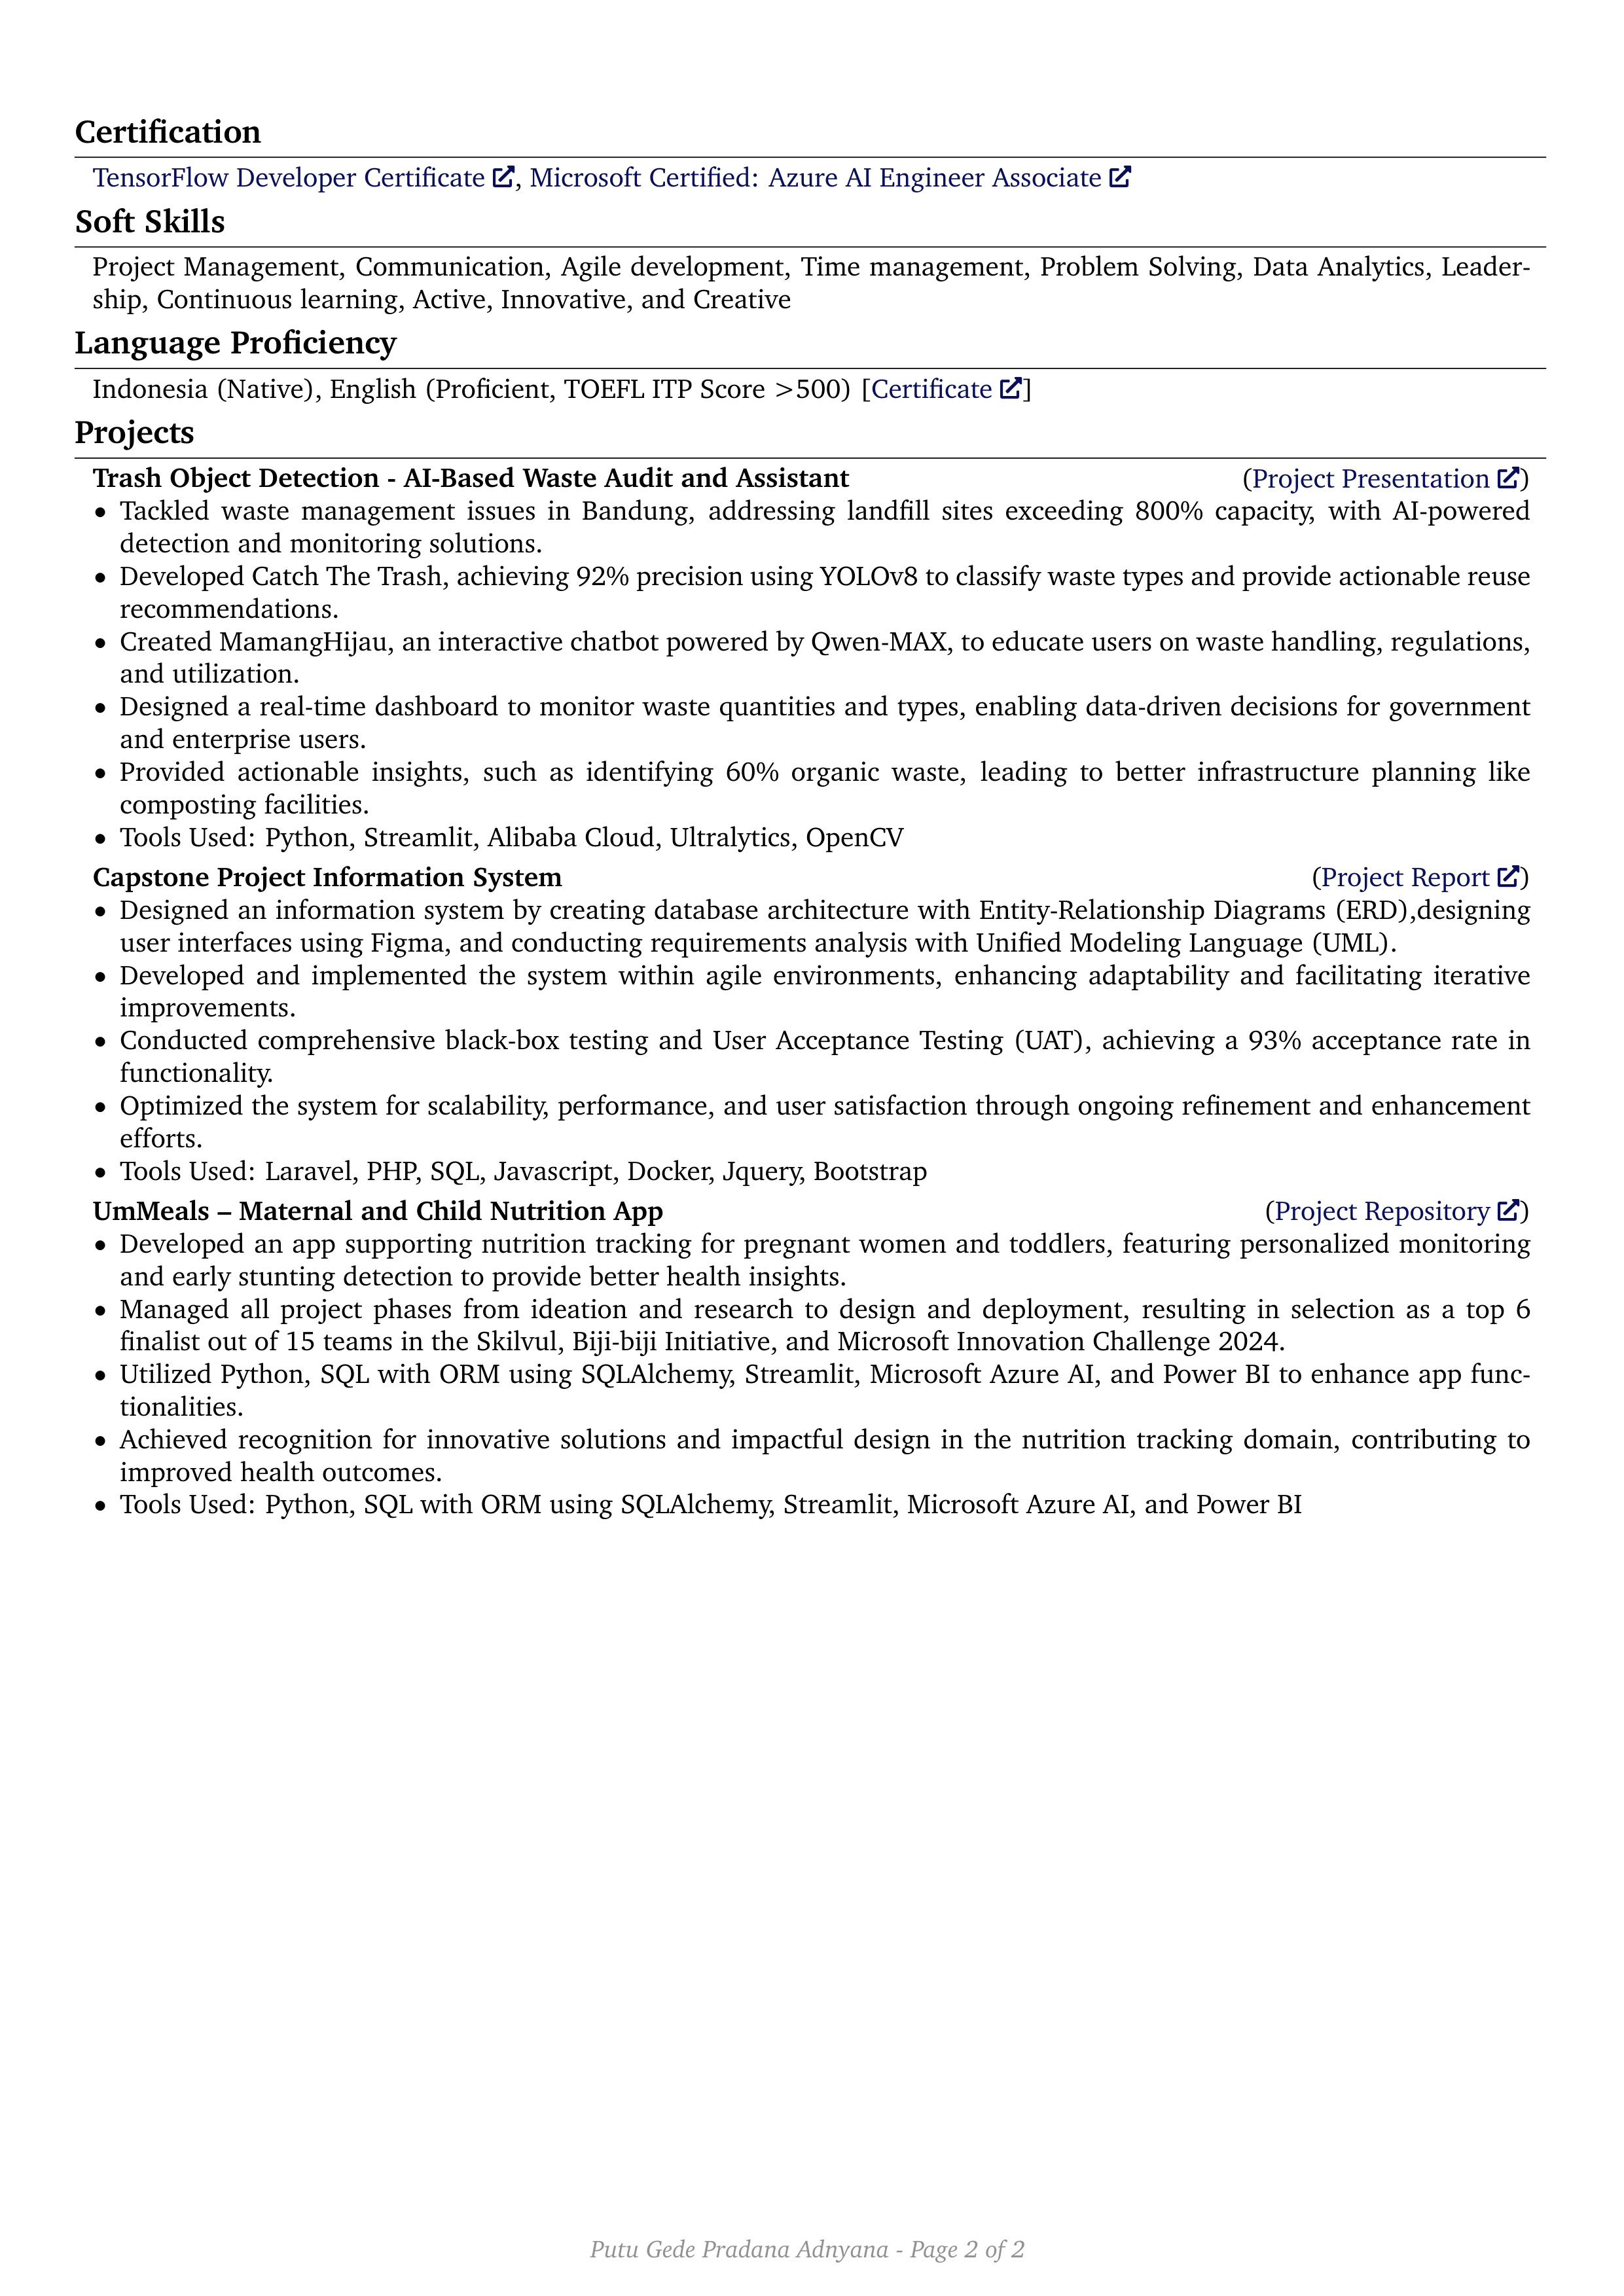 Certification
TensorFlow Developer Certificate, Microsoft Certified: Azure AI Engineer Associate
Soft Skills
Project Management, Communication, Agile development, Time management, Problem Solving, Data Analytics, Leader-
ship, Continuous learning, Active, Innovative, and Creative
Language Proficiency
Indonesia (Native), English (Proficient, TOEFL ITP Score >500) [Certificate]
Projects
Trash Object Detection - AI-Based Waste Audit and Assistant (Project Presentation)
• Tackled waste management issues in Bandung, addressing landfill sites exceeding 800% capacity, with AI-powered
detection and monitoring solutions.
• Developed Catch The Trash, achieving 92% precision using YOLOv8 to classify waste types and provide actionable reuse
recommendations.
• Created MamangHijau, an interactive chatbot powered by Qwen-MAX, to educate users on waste handling, regulations,
and utilization.
• Designed a real-time dashboard to monitor waste quantities and types, enabling data-driven decisions for government
and enterprise users.
• Provided actionable insights, such as identifying 60% organic waste, leading to better infrastructure planning like
composting facilities.
• Tools Used: Python, Streamlit, Alibaba Cloud, Ultralytics, OpenCV
Capstone Project Information System (Project Report)
• Designed an information system by creating database architecture with Entity-Relationship Diagrams (ERD),designing
user interfaces using Figma, and conducting requirements analysis with Unified Modeling Language (UML).
• Developed and implemented the system within agile environments, enhancing adaptability and facilitating iterative
improvements.
• Conducted comprehensive black-box testing and User Acceptance Testing (UAT), achieving a 93% acceptance rate in
functionality.
• Optimized the system for scalability, performance, and user satisfaction through ongoing refinement and enhancement
efforts.
• Tools Used: Laravel, PHP, SQL, Javascript, Docker, Jquery, Bootstrap
UmMeals – Maternal and Child Nutrition App (Project Repository)
• Developed an app supporting nutrition tracking for pregnant women and toddlers, featuring personalized monitoring
and early stunting detection to provide better health insights.
• Managed all project phases from ideation and research to design and deployment, resulting in selection as a top 6
finalist out of 15 teams in the Skilvul, Biji-biji Initiative, and Microsoft Innovation Challenge 2024.
• Utilized Python, SQL with ORM using SQLAlchemy, Streamlit, Microsoft Azure AI, and Power BI to enhance app func-
tionalities.
• Achieved recognition for innovative solutions and impactful design in the nutrition tracking domain, contributing to
improved health outcomes.
• Tools Used: Python, SQL with ORM using SQLAlchemy, Streamlit, Microsoft Azure AI, and Power BI
Putu Gede Pradana Adnyana - Page 2 of 2